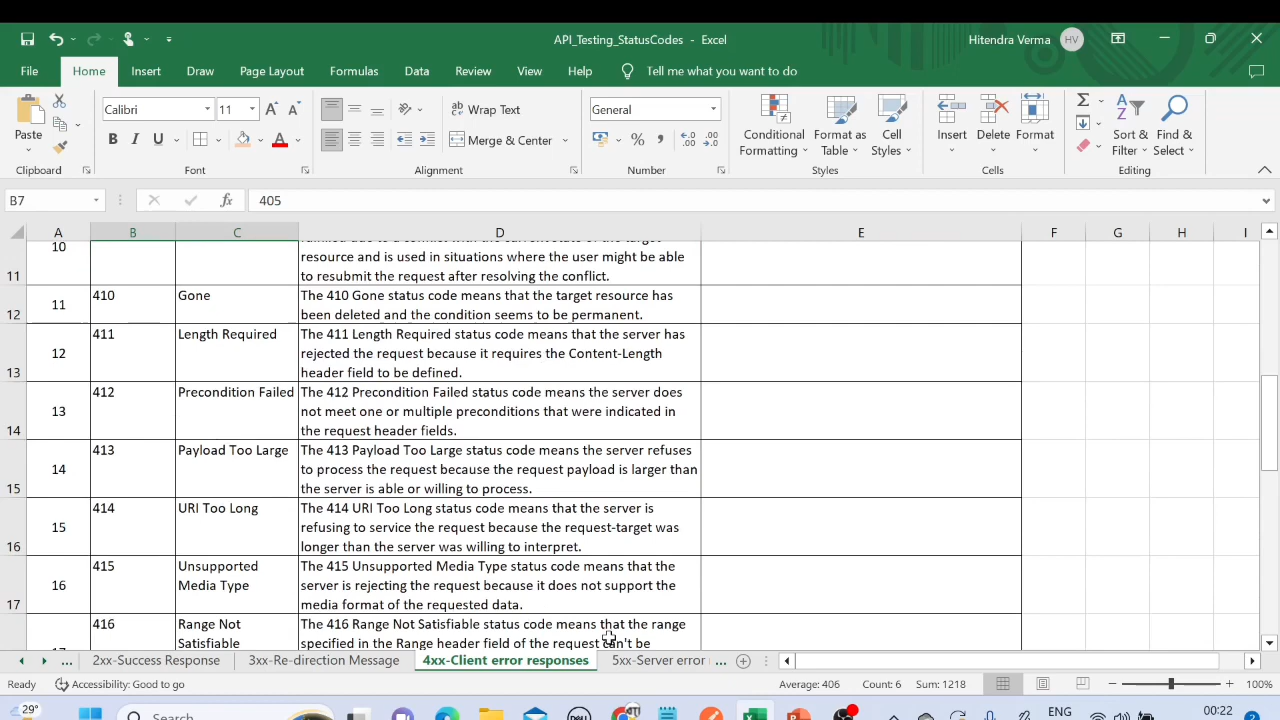 API_Testing_StatusCodes - Excel
Hitendra Verma HV
File Home Insert Draw Page Layout Formulas Data Review View Help Tell me what you want to do
Paste
Calibri 11
Wrap Text
General
Merge & Center
Conditional Formatting
Format as Table
Cell Styles
Insert
Delete
Format
Sort & Filter
Find & Select
Clipboard Font Alignment Number Styles Cells Editing
B7 405
A B C D E F G H I
10
resource and is used in situations where the user might be able
11 to resubmit the request after resolving the conflict.
11 410 Gone The 410 Gone status code means that the target resource has
12 been deleted and the condition seems to be permanent.
12 411 Length Required The 411 Length Required status code means that the server has
rejected the request because it requires the Content-Length
13 header field to be defined.
13 412 Precondition Failed The 412 Precondition Failed status code means the server does
not meet one or multiple preconditions that were indicated in
14 the request header fields.
14 413 Payload Too Large The 413 Payload Too Large status code means the server refuses
to process the request because the request payload is larger than
15 the server is able or willing to process.
15 414 URI Too Long The 414 URI Too Long status code means that the server is
refusing to service the request because the request-target was
16 longer than the server was willing to interpret.
16 415 Unsupported Media Type The 415 Unsupported Media Type status code means that the
server is rejecting the request because it does not support the
17 media format of the requested data.
416 Range Not Satisfiable The 416 Range Not Satisfiable status code means that the range
specified in the Range header field of the request can't be
... 2xx-Success Response 3xx-Re-direction Message 4xx-Client error responses 5xx-Server error ...
Ready Accessibility: Good to go Average: 406 Count: 6 Sum: 1218 100%
29° Search ENG 00:22